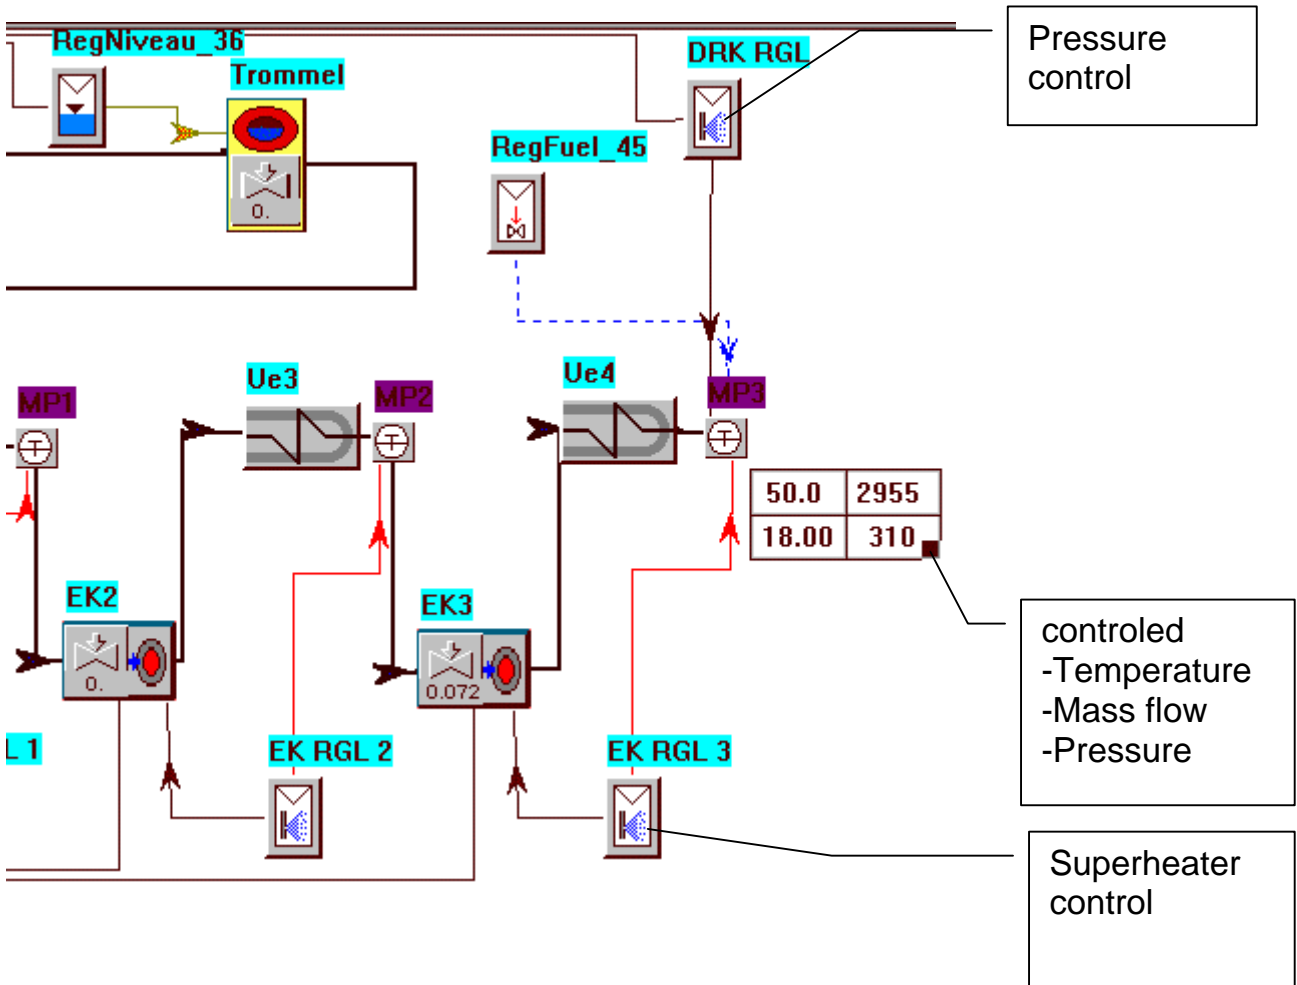 RegNiveau_36
Trommel
0.
DRK RGL
Pressure
control
RegFuel_45
Ue3
Ue4
MP1
MP2
MP3
50.0 2955
18.00 310
EK2
0.
EK3
0.072
controled
-Temperature
-Mass flow
-Pressure
L 1
EK RGL 2
EK RGL 3
Superheater
control